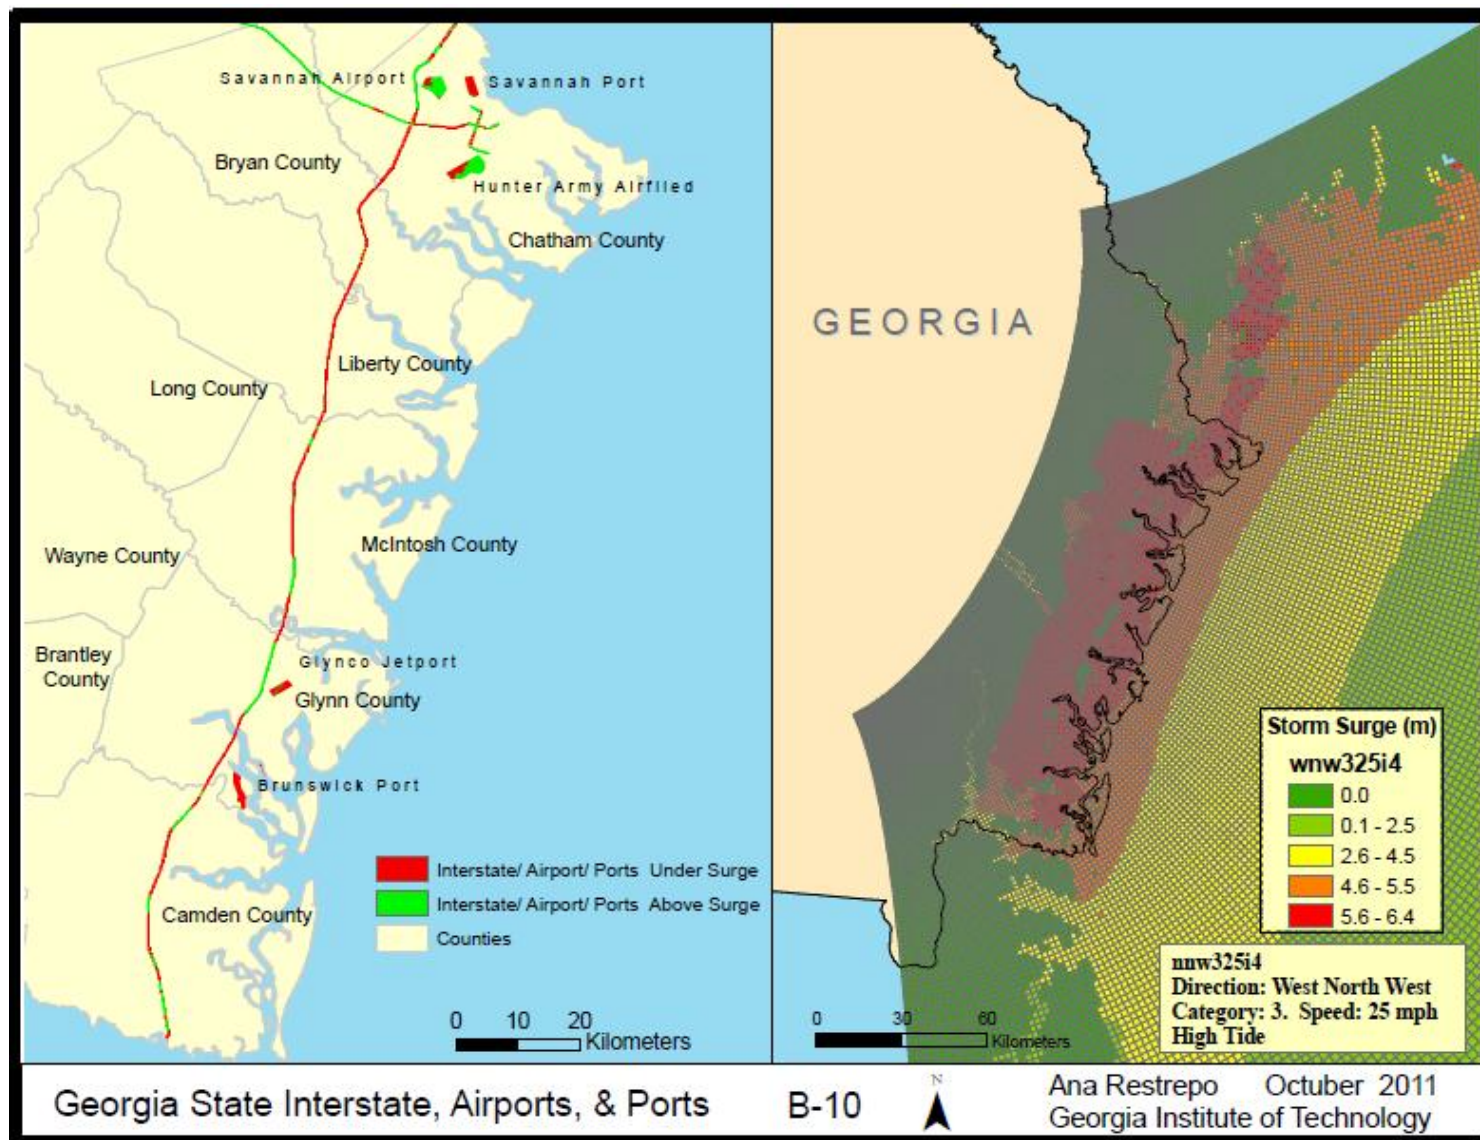 Savannah Airport
Savannah Port
Bryan County
Hunter Army Airflied
Chatham County
Liberty County
Long County
McIntosh County
Wayne County
Brantley
County
Glynco Jetport
Glynn County
Brunswick Port
Camden County
Interstate/ Airport/ Ports Under Surge
Interstate/ Airport/ Ports Above Surge
Counties
0 10 20
Kilometers
GEORGIA
Storm Surge (m)
wnw325i4
0.0
0.1 - 2.5
2.6 - 4.5
4.6 - 5.5
5.6 - 6.4
nnw325i4
Direction: West North West
Category: 3. Speed: 25 mph
High Tide
0 30 60
Kilometers
Georgia State Interstate, Airports, & Ports
B-10
N
Ana Restrepo Octuber 2011
Georgia Institute of Technology